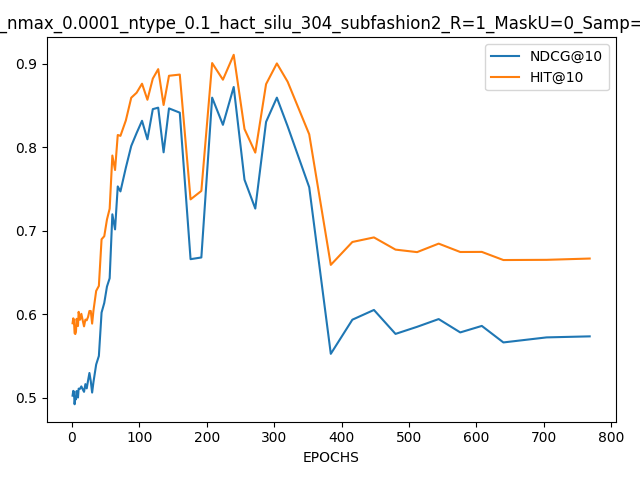 _nmax_0.0001_ntype_0.1_hact_silu_304_subfashion2_R=1_MaskU=0_Samp=
NDCG@10
HIT@10
0.9
0.8
0.7
0.6
0.5
0 100 200 300 400 500 600 700 800
EPOCHS